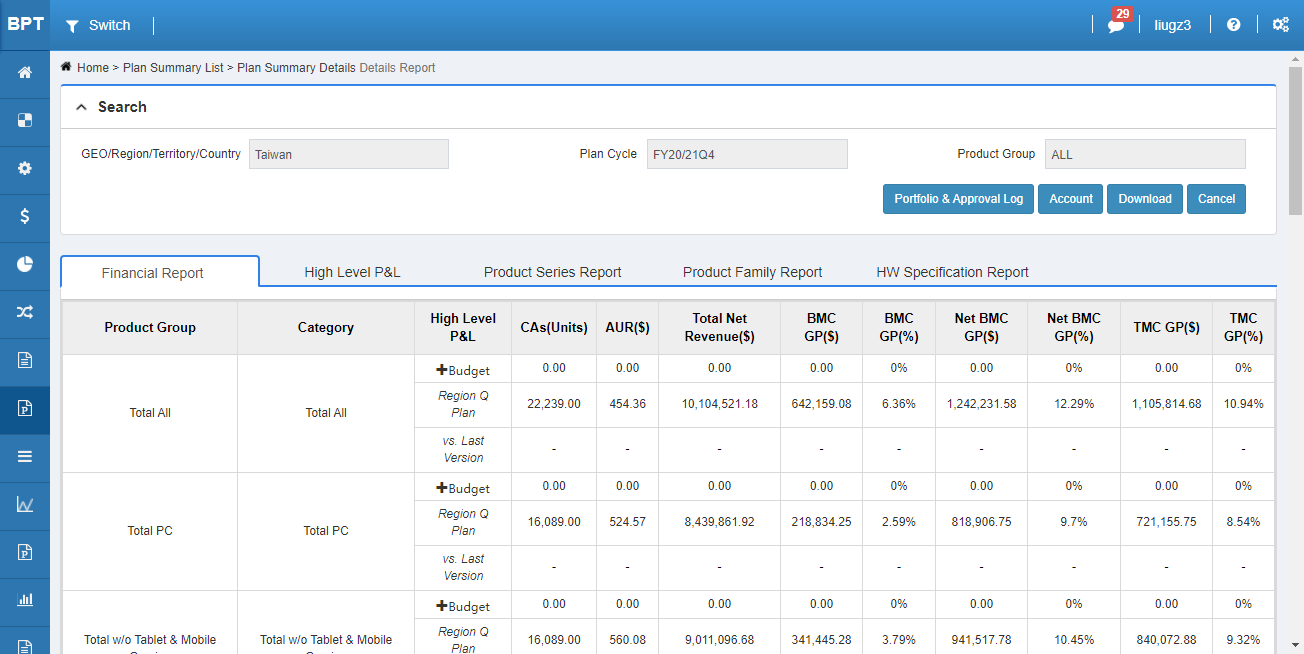 BPT Switch 29 liugz3
Home > Plan Summary List > Plan Summary Details Details Report
Search
GEO/Region/Territory/Country Taiwan Plan Cycle FY20/21Q4 Product Group ALL
Portfolio & Approval Log Account Download Cancel
Financial Report High Level P&L Product Series Report Product Family Report HW Specification Report
Product Group Category High Level P&L CAs(Units) AUR($) Total Net Revenue($) BMC GP($) BMC GP(%) Net BMC GP($) Net BMC GP(%) TMC GP($) TMC GP(%)
Total All Total All
Budget 0.00 0.00 0.00 0.00 0% 0.00 0% 0.00 0%
Region Q Plan 22,239.00 454.36 10,104,521.18 642,159.08 6.36% 1,242,231.58 12.29% 1,105,814.68 10.94%
vs. Last Version - - - - - - - - -
Total PC Total PC
Budget 0.00 0.00 0.00 0.00 0% 0.00 0% 0.00 0%
Region Q Plan 16,089.00 524.57 8,439,861.92 218,834.25 2.59% 818,906.75 9.7% 721,155.75 8.54%
vs. Last Version - - - - - - - - -
Total w/o Tablet & Mobile Total w/o Tablet & Mobile
Budget 0.00 0.00 0.00 0.00 0% 0.00 0% 0.00 0%
Region Q Plan 16,089.00 560.08 9,011,096.68 341,445.28 3.79% 941,517.78 10.45% 840,072.88 9.32%